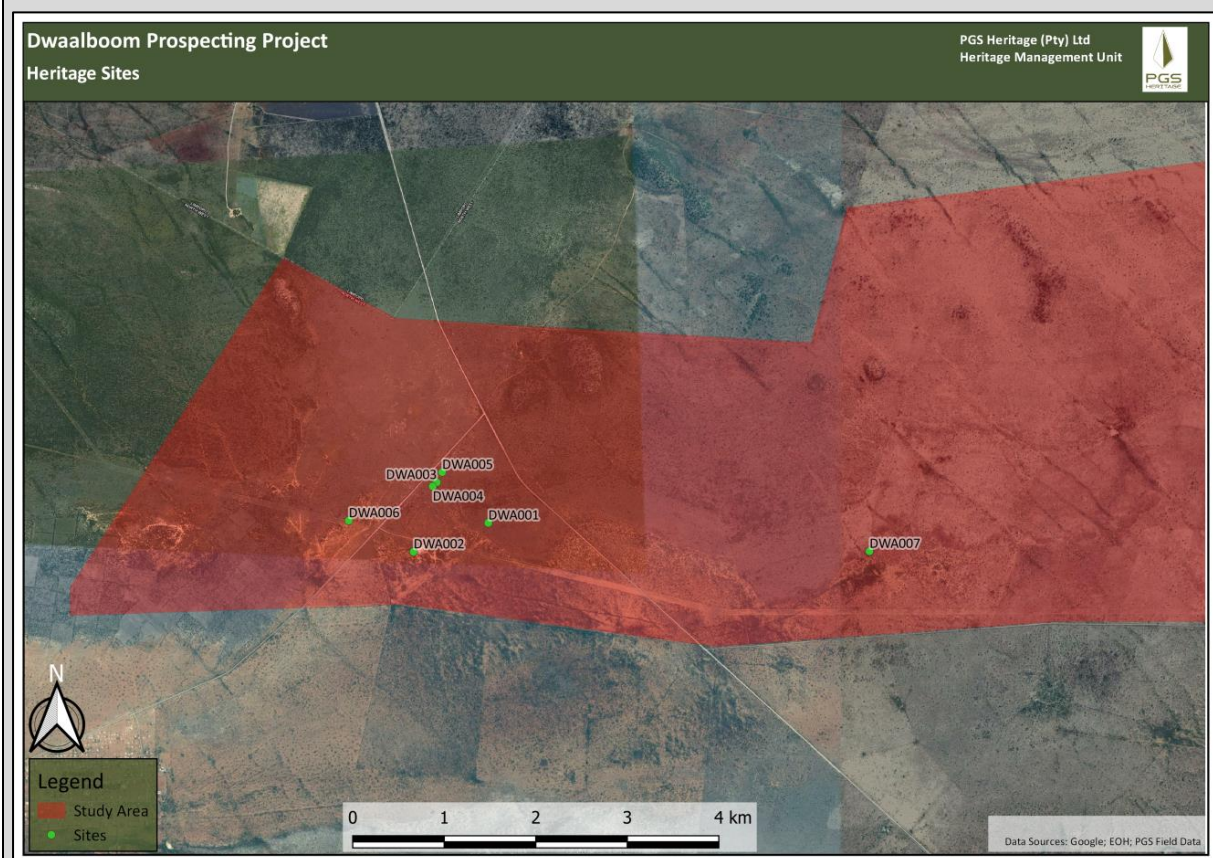 Dwaalboom Prospecting Project
Heritage Sites
PGS Heritage (Pty) Ltd
Heritage Management Unit
PGS
HERITAGE
DWA005
DWA003
DWA004
DWA006
DWA001
DWA002
DWA007
N
Legend
Study Area
Sites
0 1 2 3 4 km
Data Sources: Google; EOH; PGS Field Data